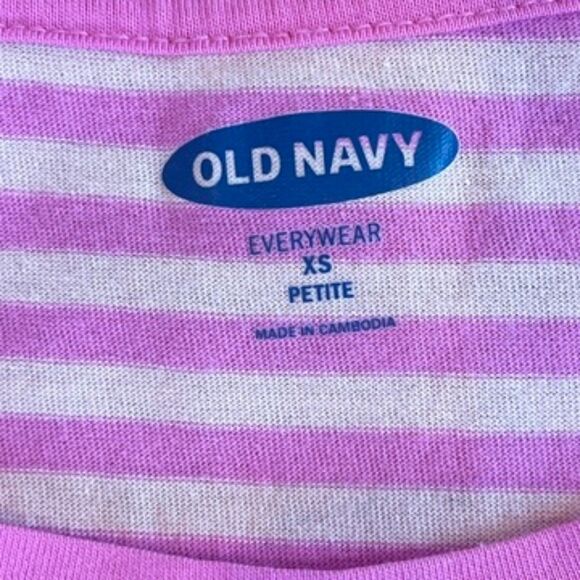 OLD NAVY
EVERYWEAR
XS
PETITE
MADE IN CAMBODIA